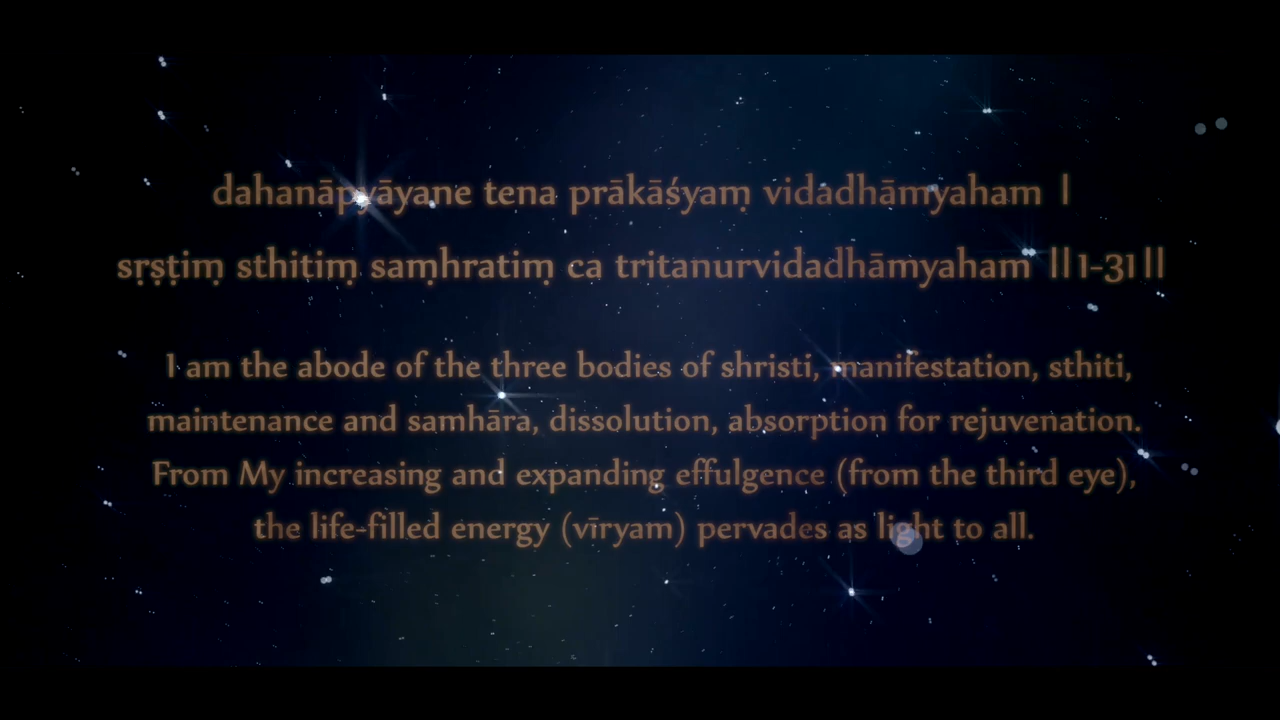 dahanāpyāyane tena prākāśyaṃ vidadhāmyaham |
sṛṣṭiṃ sthitiṃ saṃhratiṃ ca tritanurvidadhāmyaham ||1-31||
I am the abode of the three bodies of shristi, manifestation, sthiti,
maintenance and samhāra, dissolution, absorption for rejuvenation.
From My increasing and expanding effulgence (from the third eye),
the life-filled energy (vīryam) pervades as light to all.